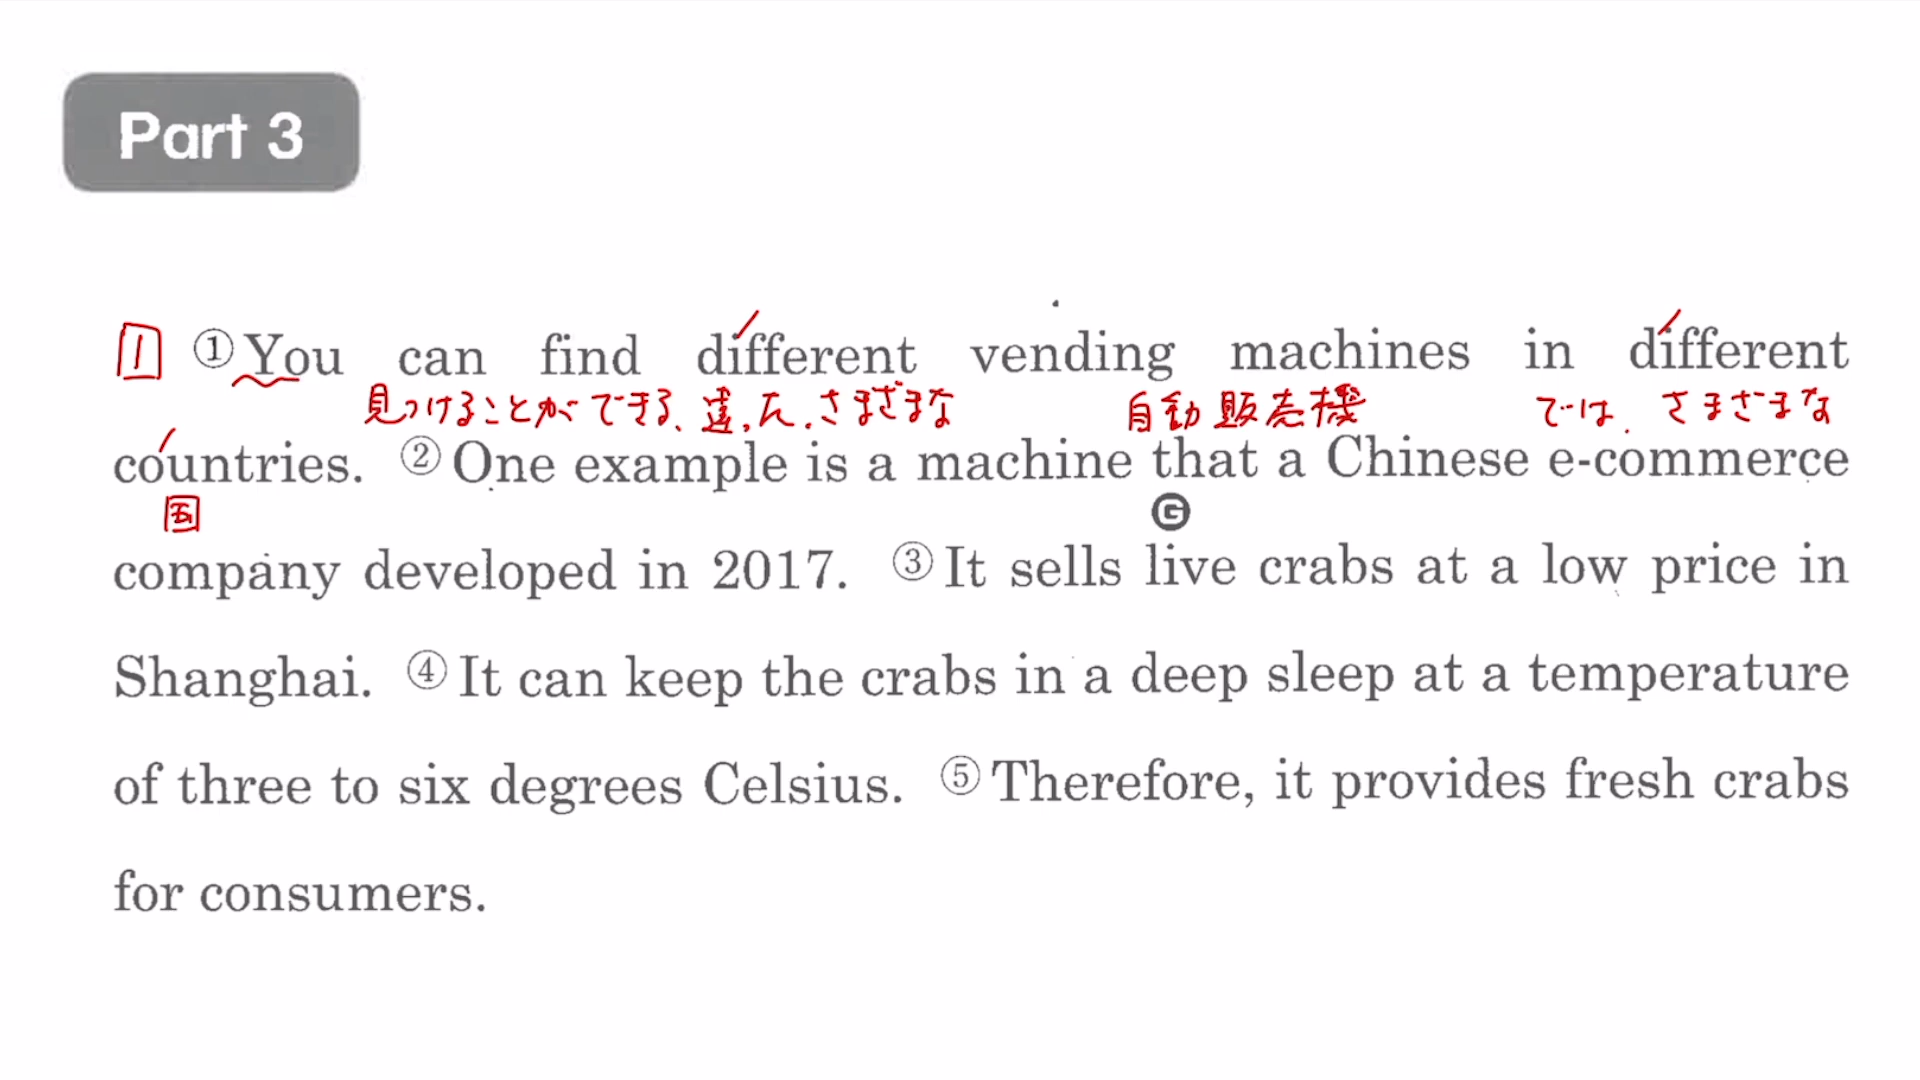 Part 3
1 ①You can find different vending machines in different
見つけることができる、違った、さまざまな 自動販売機 では、さまざまな
countries. ②One example is a machine that a Chinese e-commerce
国 G
company developed in 2017. ③It sells live crabs at a low price in
Shanghai. ④It can keep the crabs in a deep sleep at a temperature
of three to six degrees Celsius. ⑤Therefore, it provides fresh crabs
for consumers.